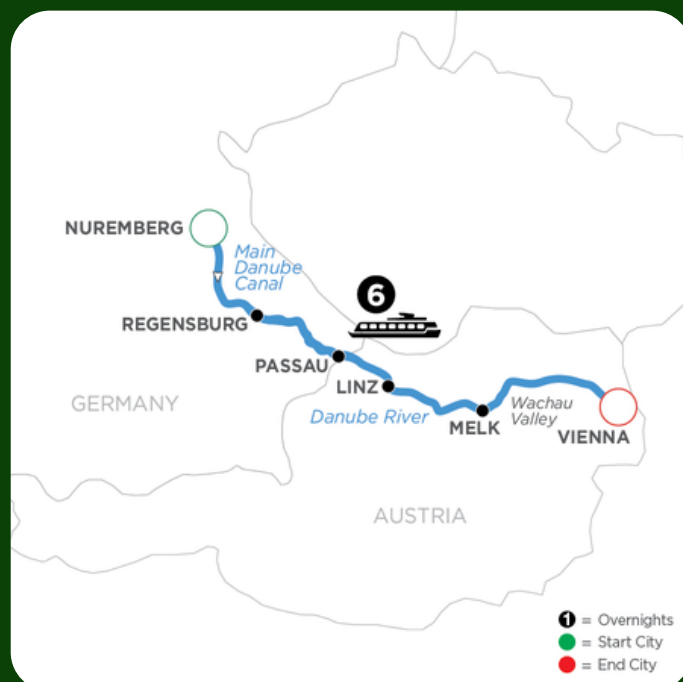 NUREMBERG
Main
Danube
Canal
6
REGENSBURG
PASSAU
LINZ
GERMANY
Danube River
Wachau
Valley
MELK
VIENNA
AUSTRIA
1 = Overnights
= Start City
= End City